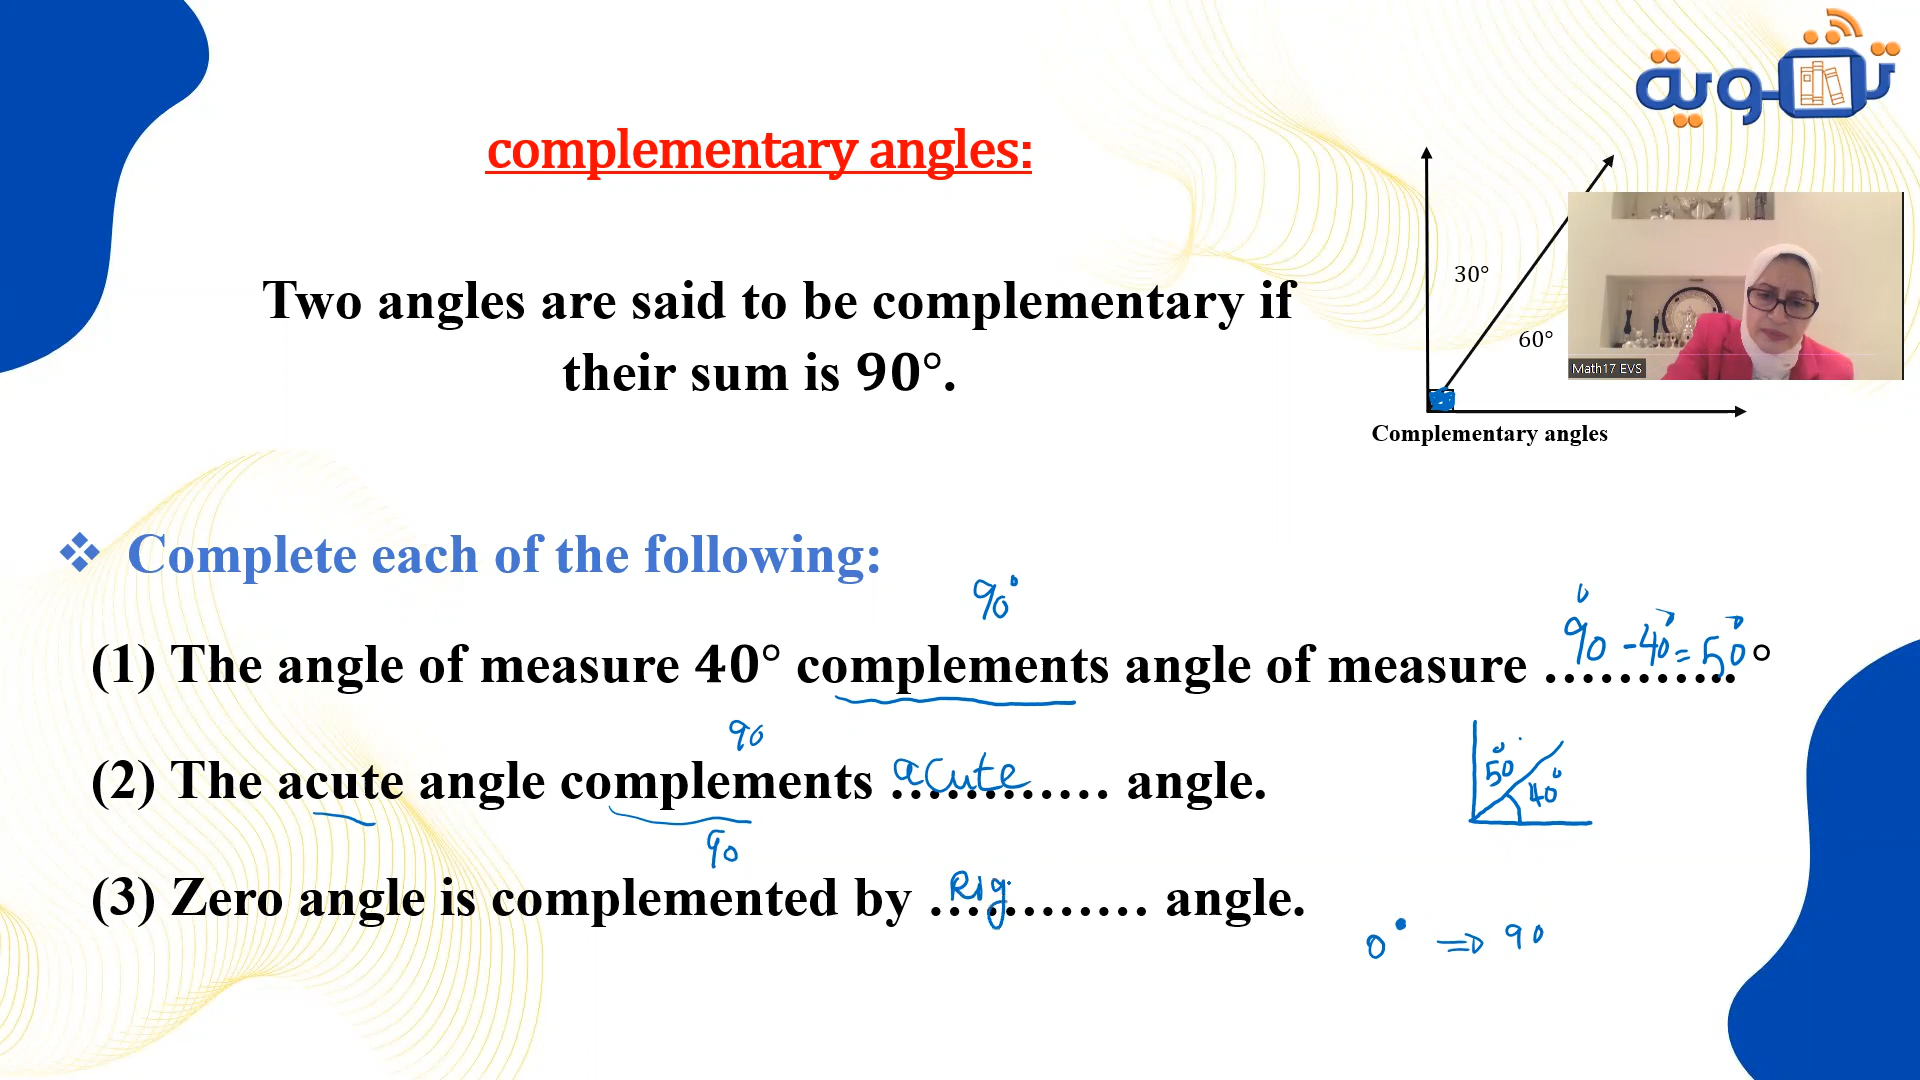 تقوية
complementary angles:
Two angles are said to be complementary if
their sum is 90°.
30°
60°
Math17 EVS
Complementary angles
Complete each of the following:
90°
90° - 40° = 50°
(1) The angle of measure 40° complements angle of measure ........... °
90
(2) The acute angle complements acute ............ angle.
50° 40°
90
(3) Zero angle is complemented by Rig ............ angle.
0° ⇒ 90